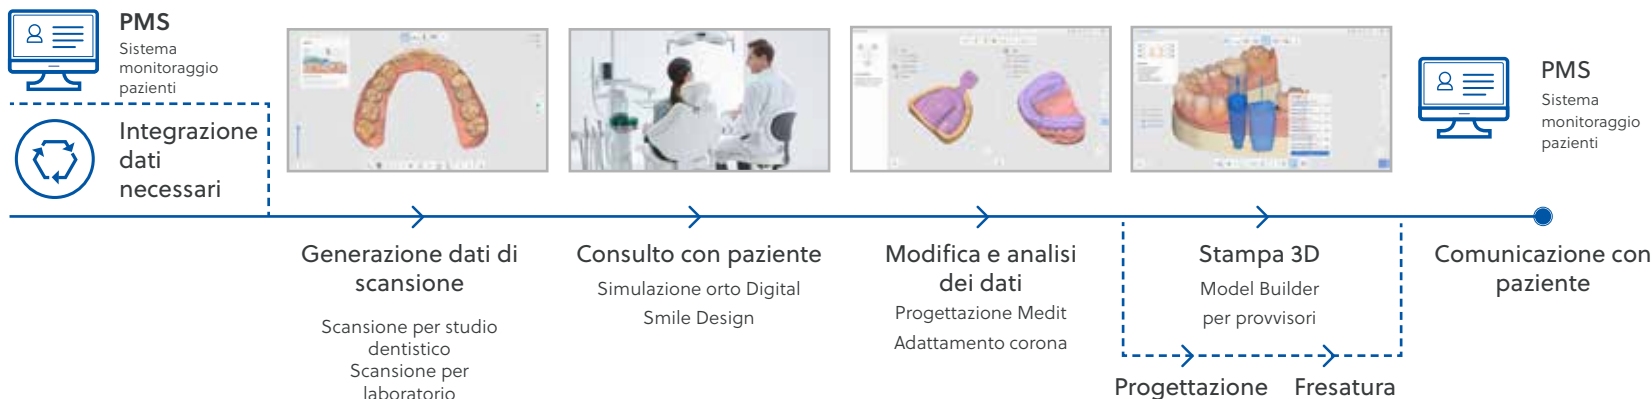 PMS
Sistema
monitoraggio
pazienti
Integrazione
dati
necessari
Generazione dati di
scansione
Scansione per studio
dentistico
Scansione per
laboratorio
Consulto con paziente
Simulazione orto Digital
Smile Design
Modifica e analisi
dei dati
Progettazione Medit
Adattamento corona
Stampa 3D
Model Builder
per provvisori
Progettazione
Fresatura
PMS
Sistema
monitoraggio
pazienti
Comunicazione con
paziente